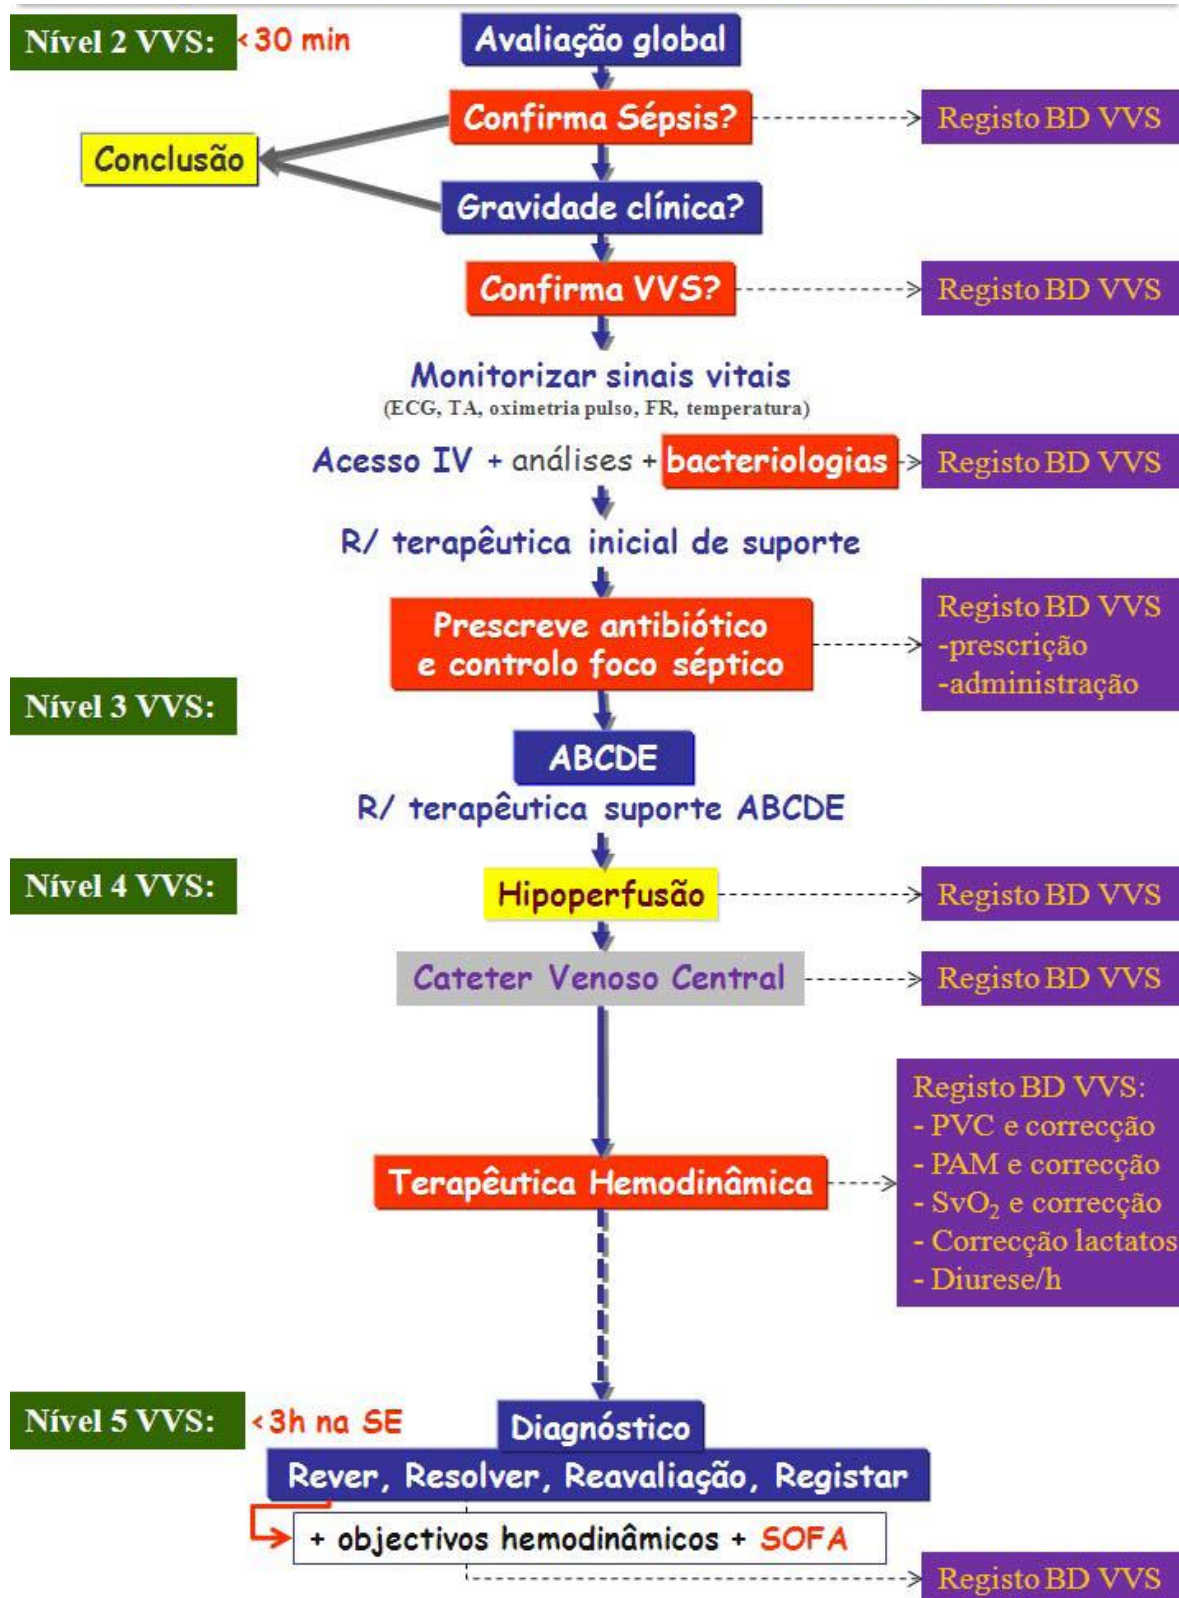 Nível 2 VVS: <30 min
Avaliação global
Confirma Sépsis?
Registo BD VVS
Conclusão
Gravidade clínica?
Confirma VVS?
Registo BD VVS
Monitorizar sinais vitais
(ECG, TA, oximetria pulso, FR, temperatura)
Acesso IV + análises + bacteriologias
Registo BD VVS
R/ terapêutica inicial de suporte
Prescreve antibiótico
e controlo foco séptico
Registo BD VVS
-prescrição
-administração
Nível 3 VVS:
ABCDE
R/ terapêutica suporte ABCDE
Nível 4 VVS:
Hipoperfusão
Registo BD VVS
Cateter Venoso Central
Registo BD VVS
Terapêutica Hemodinâmica
Registo BD VVS:
- PVC e correcção
- PAM e correcção
- SvO₂ e correcção
- Correcção lactatos
- Diurese/h
Nível 5 VVS: <3h na SE
Diagnóstico
Rever, Resolver, Reavaliação, Registar
+ objectivos hemodinâmicos + SOFA
Registo BD VVS